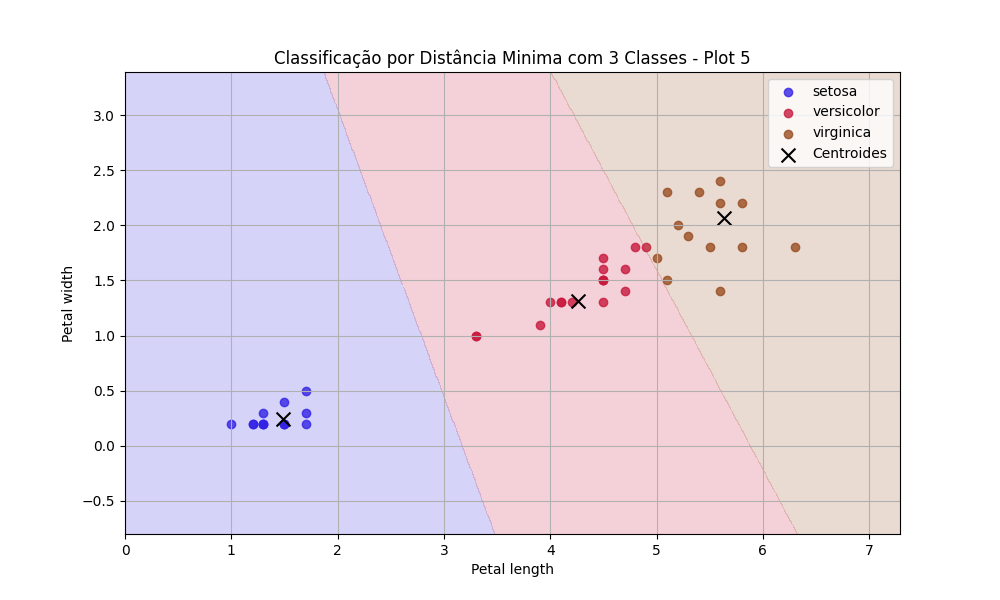 Classificação por Distância Minima com 3 Classes - Plot 5
setosa
versicolor
virginica
Centroides
3.0
2.5
2.0
1.5
1.0
0.5
0.0
−0.5
Petal width
0 1 2 3 4 5 6 7
Petal length